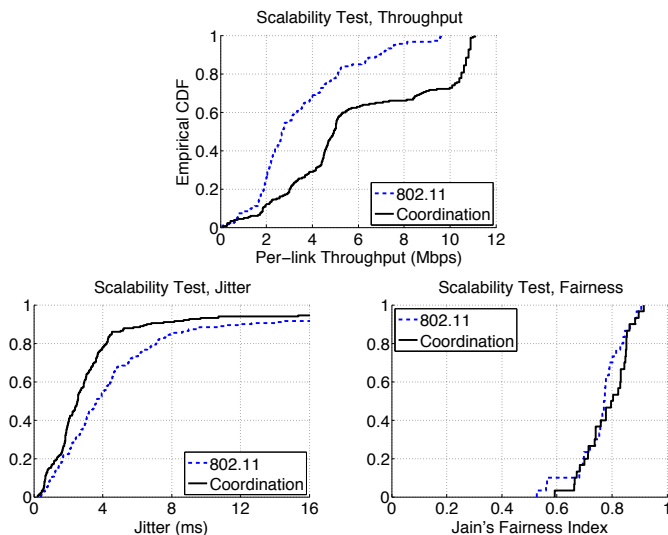 Scalability Test, Throughput
1
0.8
0.6
0.4
0.2
0
Empirical CDF
802.11
Coordination
0 2 4 6 8 10 12
Per-link Throughput (Mbps)
Scalability Test, Jitter
1
0.8
0.6
0.4
0.2
0
802.11
Coordination
0 4 8 12 16
Jitter (ms)
Scalability Test, Fairness
1
0.8
0.6
0.4
0.2
0
802.11
Coordination
0 0.2 0.4 0.6 0.8 1
Jain's Fairness Index